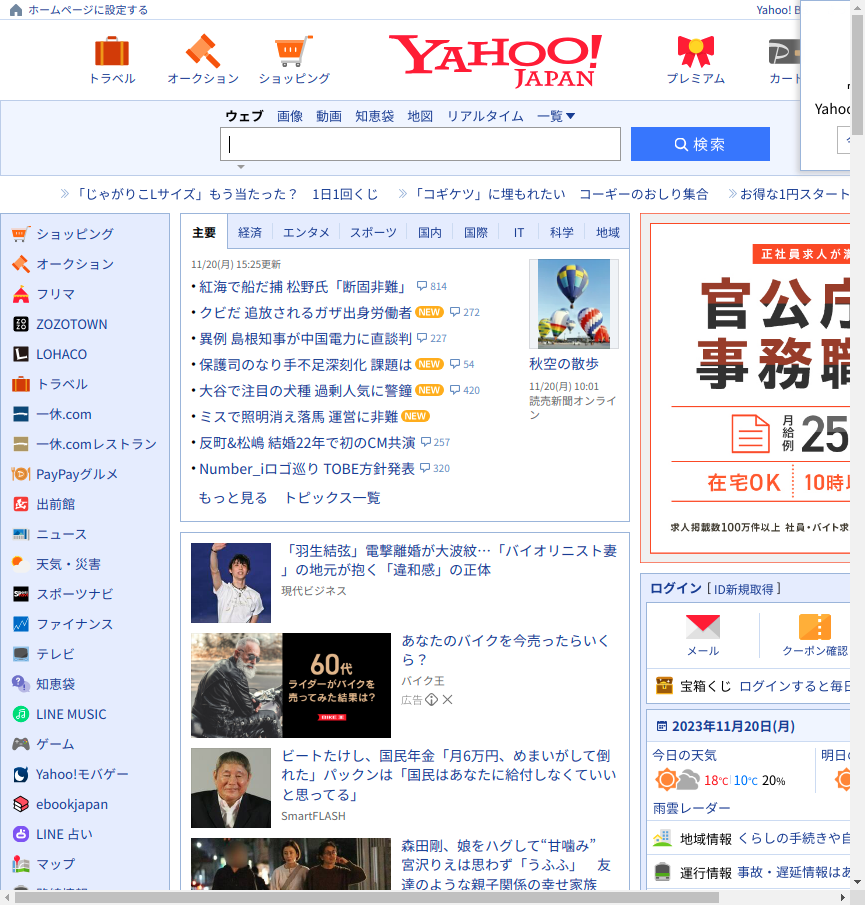 ホームページに設定する
Yahoo! B
トラベル
オークション
ショッピング
YAHOO!
JAPAN
プレミアム
カード
Yahoo
ウェブ 画像 動画 知恵袋 地図 リアルタイム 一覧
検索
「じゃがりこLサイズ」もう当たった？ 1日1回くじ
「コギケツ」に埋もれたい コーギーのおしり集合
お得な1円スタート
ショッピング
オークション
フリマ
ZOZOTOWN
LOHACO
トラベル
一休.com
一休.comレストラン
PayPayグルメ
出前館
ニュース
天気・災害
スポーツナビ
ファイナンス
テレビ
知恵袋
LINE MUSIC
ゲーム
Yahoo!モバゲー
ebookjapan
LINE 占い
マップ
主要 経済 エンタメ スポーツ 国内 国際 IT 科学 地域
11/20(月) 15:25更新
紅海で船だ捕 松野氏「断固非難」 814
クビだ 追放されるガザ出身労働者 NEW 272
異例 島根知事が中国電力に直談判 227
保護司のなり手不足深刻化 課題は NEW 54
大谷で注目の犬種 過剰人気に警鐘 NEW 420
ミスで照明消え落馬 運営に非難 NEW
反町&松嶋 結婚22年で初のCM共演 257
Number_iロゴ巡り TOBE方針発表 320
もっと見る トピックス一覧
秋空の散歩
11/20(月) 10:01
読売新聞オンライ
ン
「羽生結弦」電撃離婚が大波紋…「バイオリニスト妻
」の地元が抱く「違和感」の正体
現代ビジネス
60代
ライダーがバイクを
売ってみた結果は？
あなたのバイクを今売ったらいく
ら？
バイク王
広告
ビートたけし、国民年金「月6万円、めまいがして倒
れた」パックンは「国民はあなたに給付しなくていい
と思ってる」
SmartFLASH
森田剛、娘をハグして“甘噛み”
宮沢りえは思わず「うふふ」 友
達のような親子関係の幸せ家族
正社員求人が満
官公庁
事務職
月給例
25
在宅OK
10時
求人掲載数100万件以上 社員・バイト求
ログイン [ ID新規取得 ]
メール
クーポン確認
宝箱くじ ログインすると毎日
2023年11月20日(月)
今日の天気
明日の
18℃ 10℃ 20%
雨雲レーダー
地域情報 くらしの手続きや自
運行情報 事故・遅延情報はあ